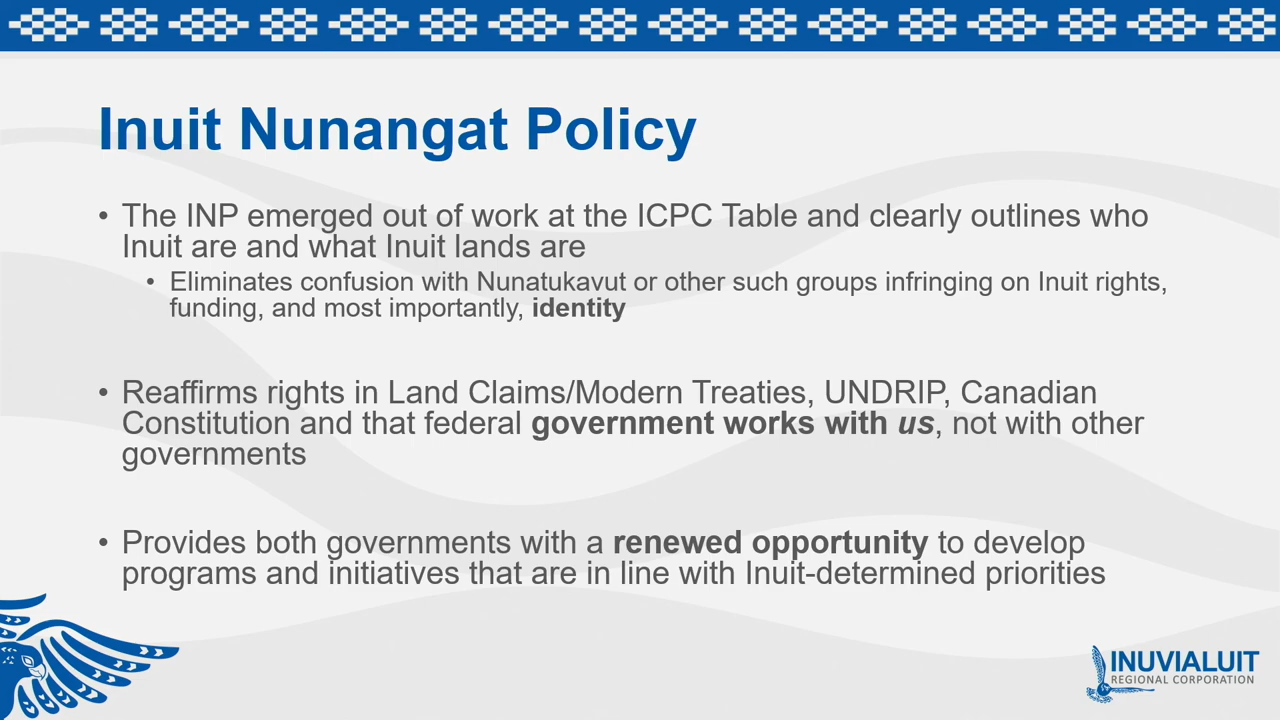 Inuit Nunangat Policy
• The INP emerged out of work at the ICPC Table and clearly outlines who
Inuit are and what Inuit lands are
• Eliminates confusion with Nunatukavut or other such groups infringing on Inuit rights,
funding, and most importantly, identity
• Reaffirms rights in Land Claims/Modern Treaties, UNDRIP, Canadian
Constitution and that federal government works with us, not with other
governments
• Provides both governments with a renewed opportunity to develop
programs and initiatives that are in line with Inuit-determined priorities
INUVIALUIT
REGIONAL CORPORATION